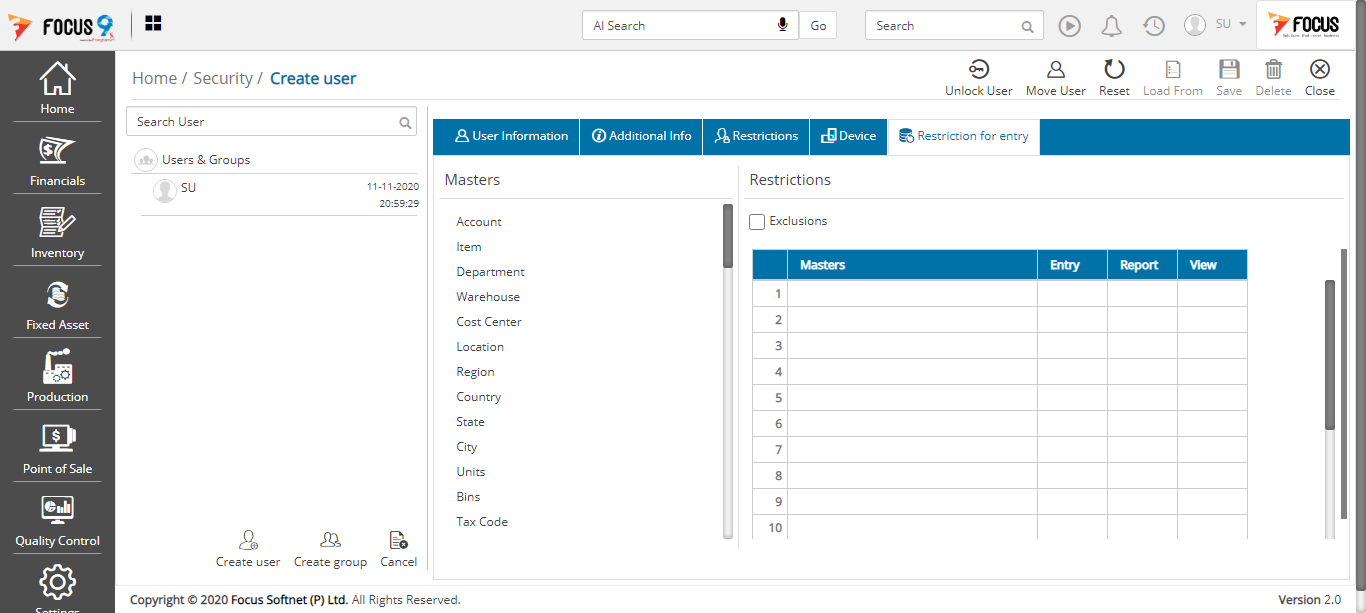 FOCUS 9
AI Search
Go
Search
SU
FOCUS
Home / Security / Create user
Unlock User
Move User
Reset
Load From
Save
Delete
Close
Home
Financials
Inventory
Fixed Asset
Production
Point of Sale
Quality Control
Settings
Search User
Users & Groups
SU
11-11-2020
20:59:29
Create user
Create group
Cancel
User Information
Additional Info
Restrictions
Device
Restriction for entry
Masters
Account
Item
Department
Warehouse
Cost Center
Location
Region
Country
State
City
Units
Bins
Tax Code
Restrictions
Exclusions
Masters Entry Report View
1
2
3
4
5
6
7
8
9
10
Copyright © 2020 Focus Softnet (P) Ltd. All Rights Reserved.
Version 2.0